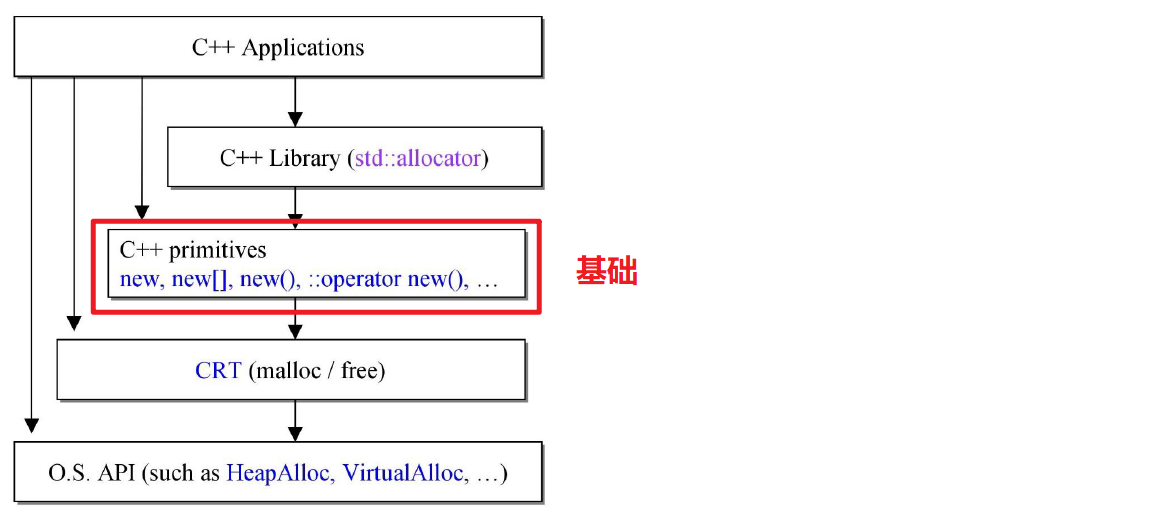 C++ Applications
C++ Library (std::allocator)
C++ primitives
new, new[], new(), ::operator new(), …
基础
CRT (malloc / free)
O.S. API (such as HeapAlloc, VirtualAlloc, …)